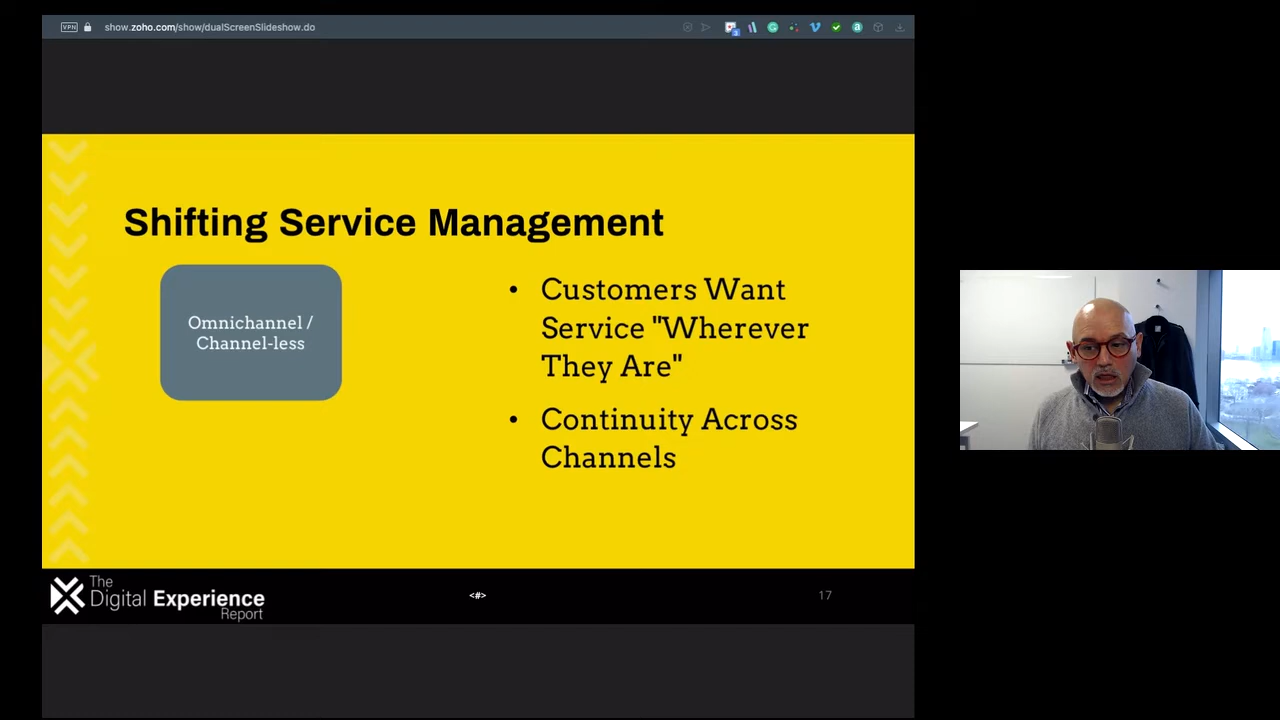 VPN
show.zoho.com/show/dualScreenSlideshow.do
Shifting Service Management
Omnichannel /
Channel-less
• Customers Want
Service "Wherever
They Are"
• Continuity Across
Channels
The
Digital Experience
Report
<#>
17